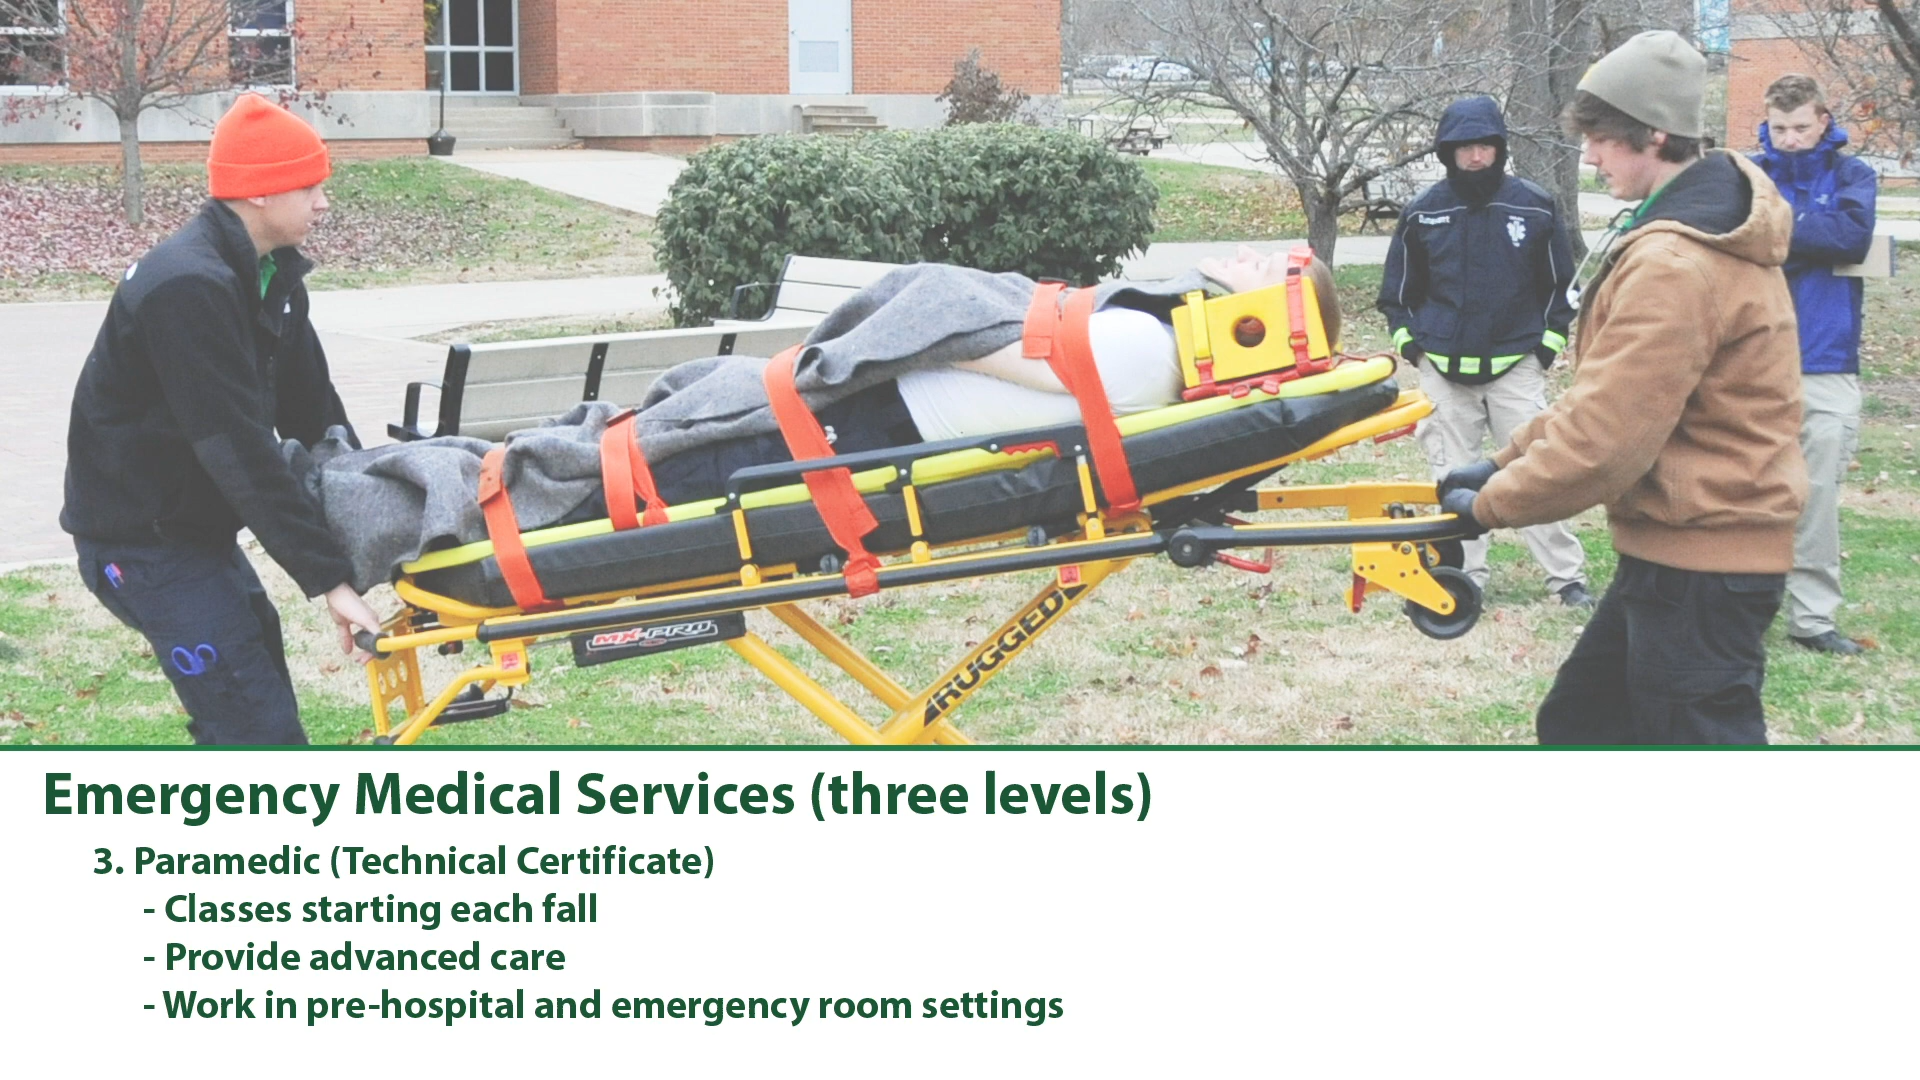 MX-PRO
RUGGED
Emergency Medical Services (three levels)
3. Paramedic (Technical Certificate)
- Classes starting each fall
- Provide advanced care
- Work in pre-hospital and emergency room settings